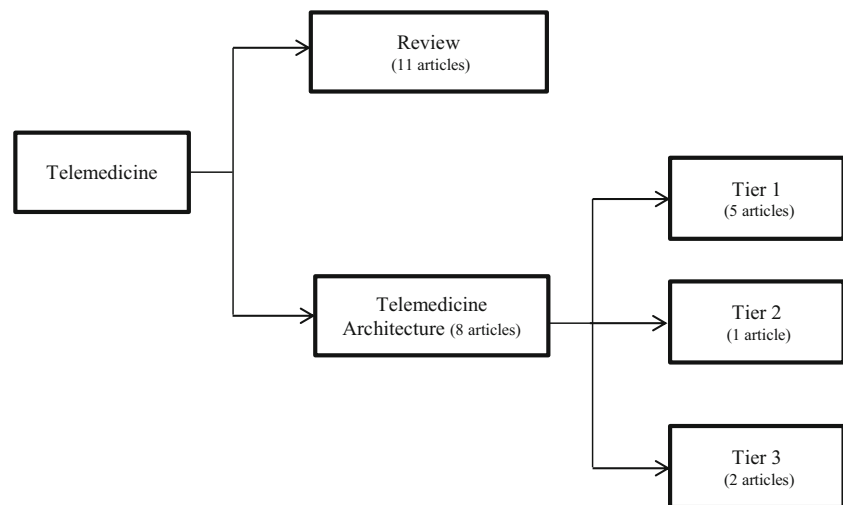 Review
(11 articles)
Telemedicine
Tier 1
(5 articles)
Telemedicine
Architecture (8 articles)
Tier 2
(1 article)
Tier 3
(2 articles)